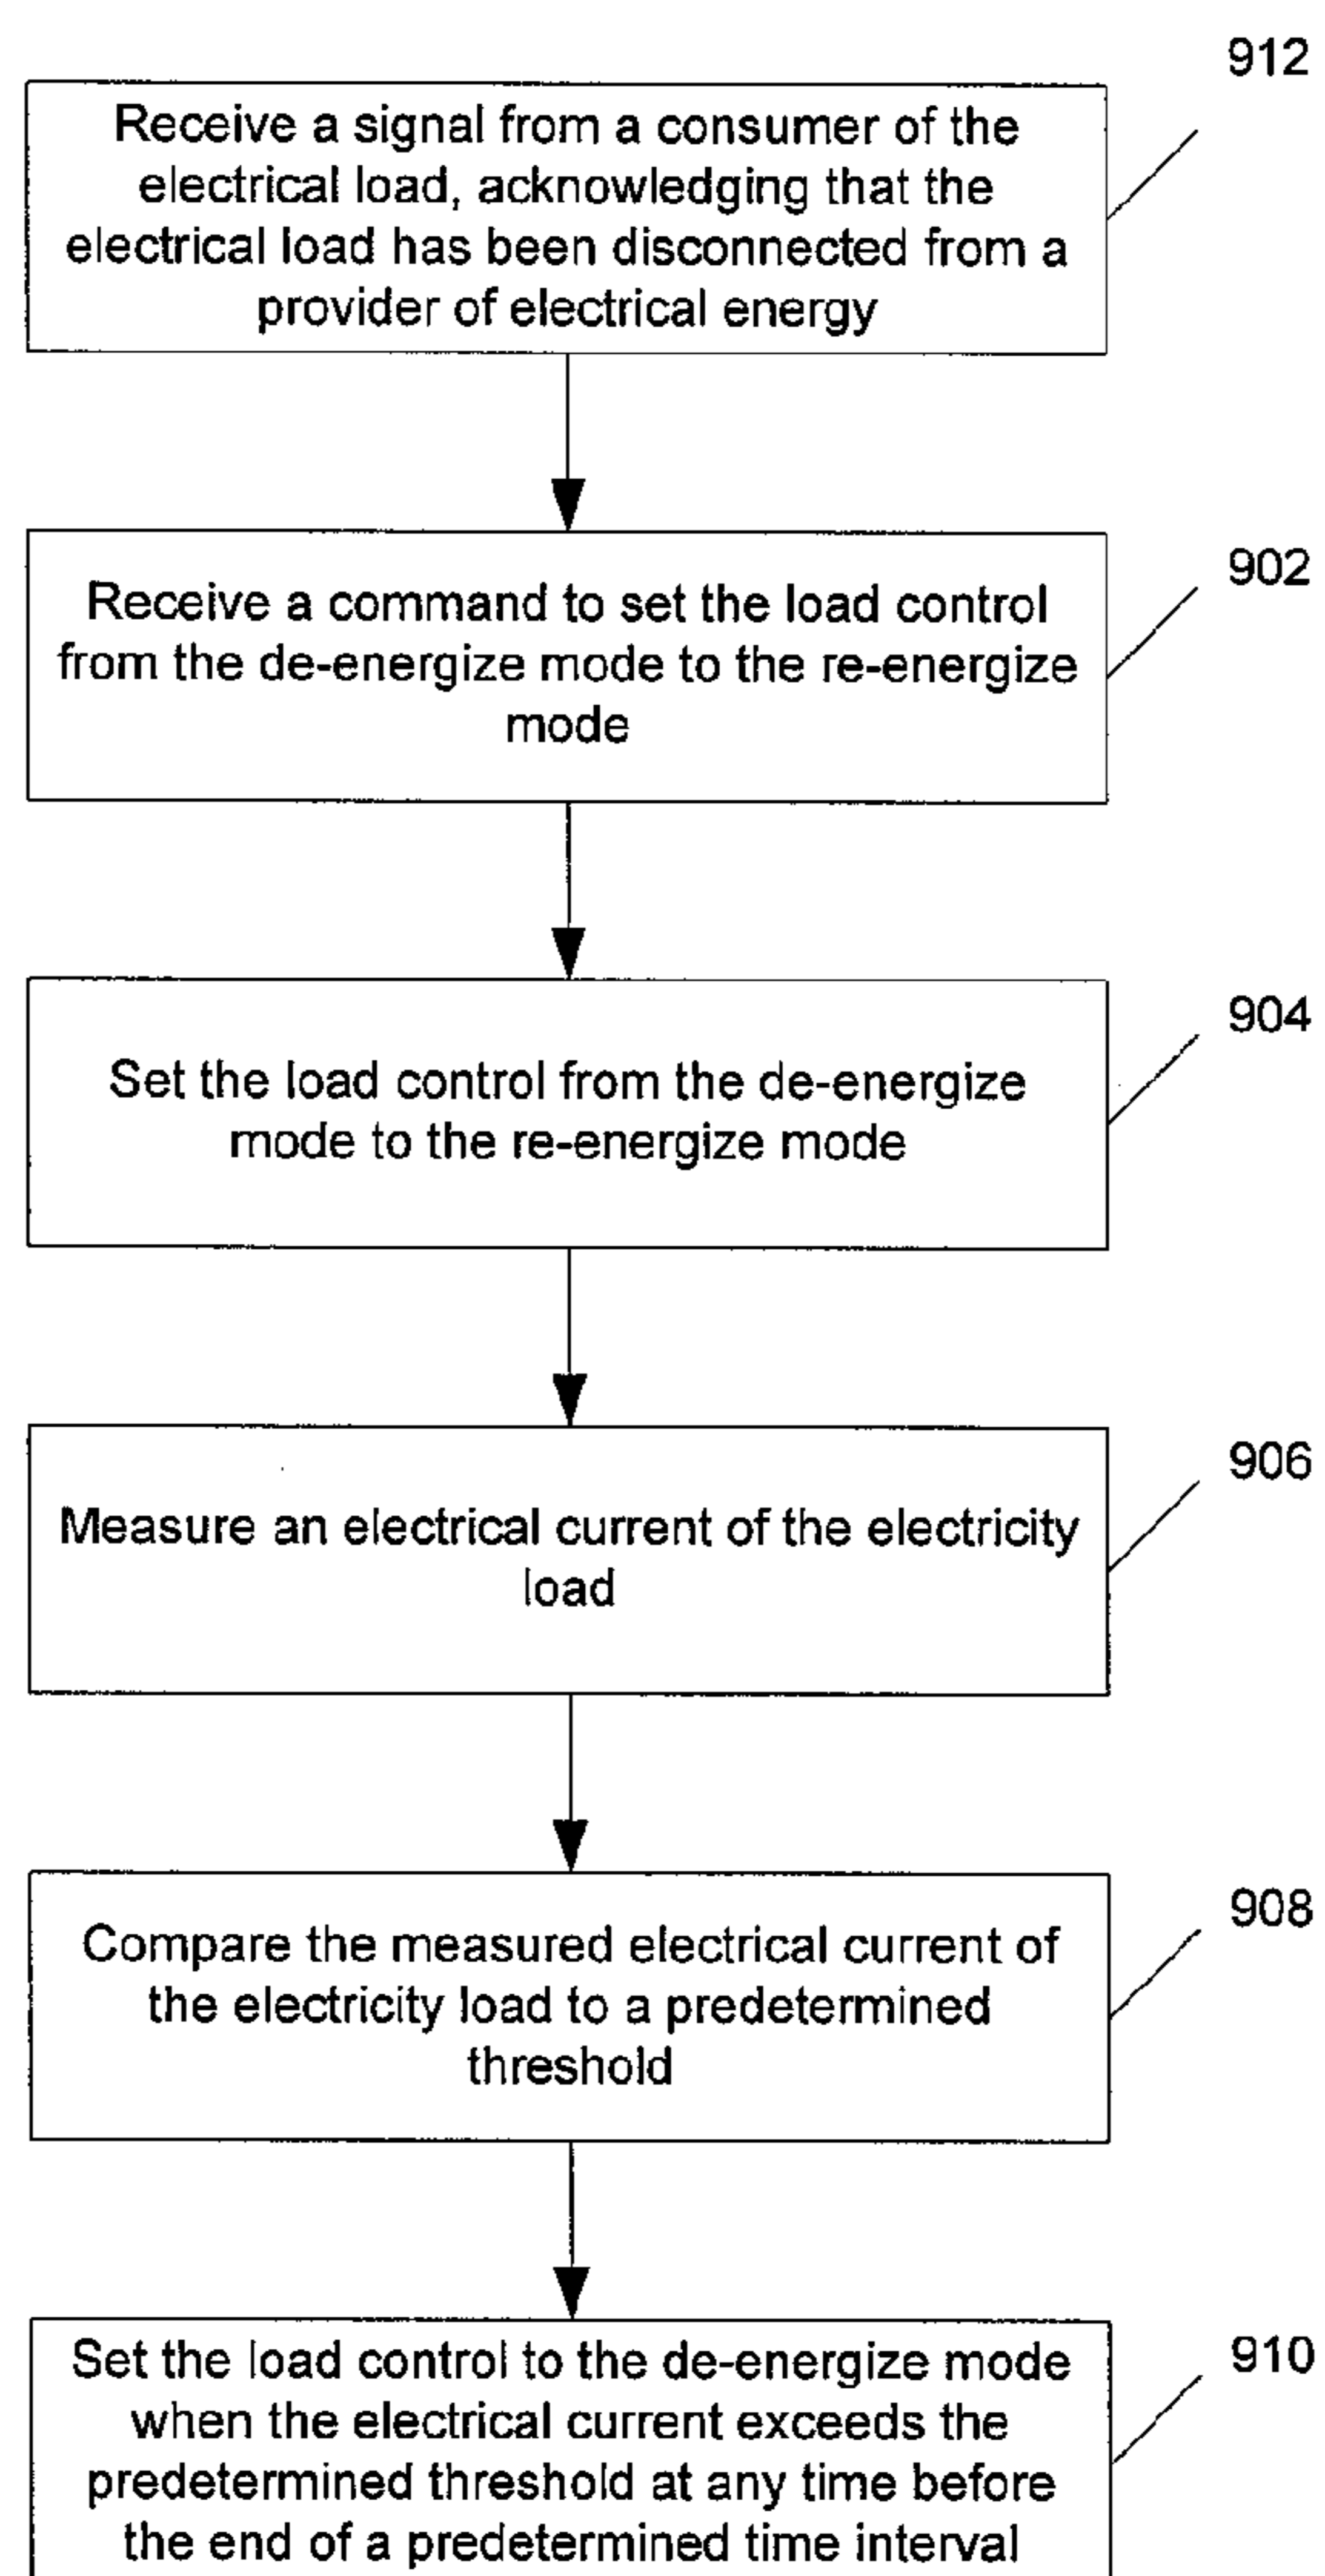 912
Receive a signal from a consumer of the
electrical load, acknowledging that the
electrical load has been disconnected from a
provider of electrical energy
902
Receive a command to set the load control
from the de-energize mode to the re-energize
mode
904
Set the load control from the de-energize
mode to the re-energize mode
906
Measure an electrical current of the electricity
load
908
Compare the measured electrical current of
the electricity load to a predetermined
threshold
910
Set the load control to the de-energize mode
when the electrical current exceeds the
predetermined threshold at any time before
the end of a predetermined time interval